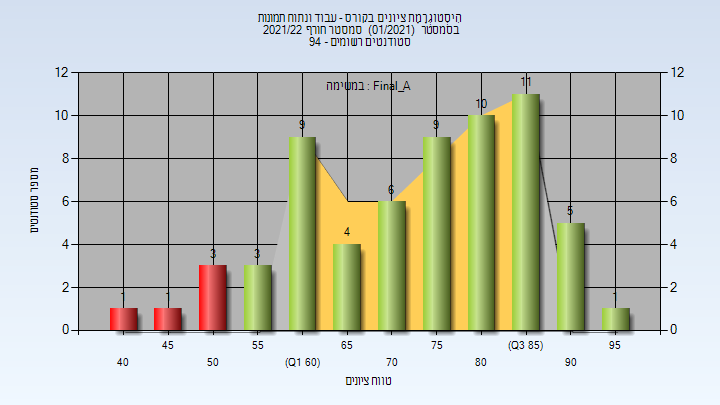 היסטוגרמת ציונים בקורס - עבוד ונתוח תמונות
בסמסטר (01/2021) סמסטר חורף 2021/22
סטודנטים רשומים - 94
במטימה : Final_A
12 12
10 10
8 8
6 6
4 4
2 2
0 0
מספר סטודנטים
1 1 3 3 9 4 6 9 10 11 5 1
45 55 65 75 (Q3 85) 95
40 50 (Q1 60) 70 80 90
טווח ציונים